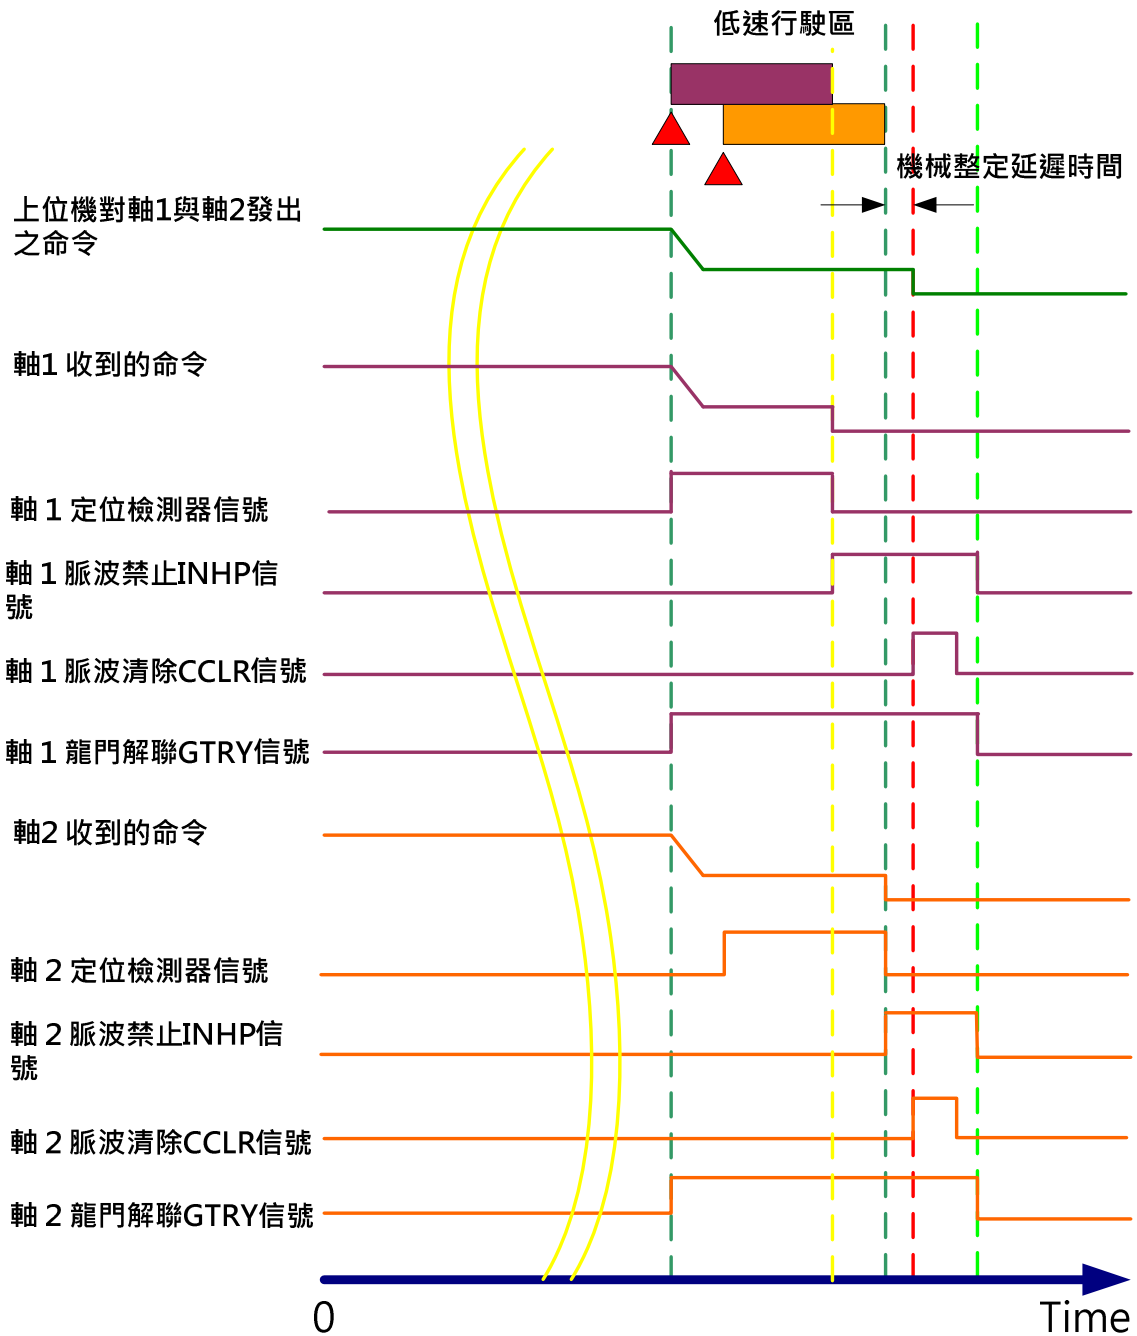 低速行駛區
機械整定延遲時間
上位機對軸1與軸2發出
之命令
軸1 收到的命令
軸 1 定位檢測器信號
軸 1 脈波禁止INHP信
號
軸 1 脈波清除CCLR信號
軸 1 龍門解聯GTRY信號
軸2 收到的命令
軸 2 定位檢測器信號
軸 2 脈波禁止INHP信
號
軸 2 脈波清除CCLR信號
軸 2 龍門解聯GTRY信號
0
Time